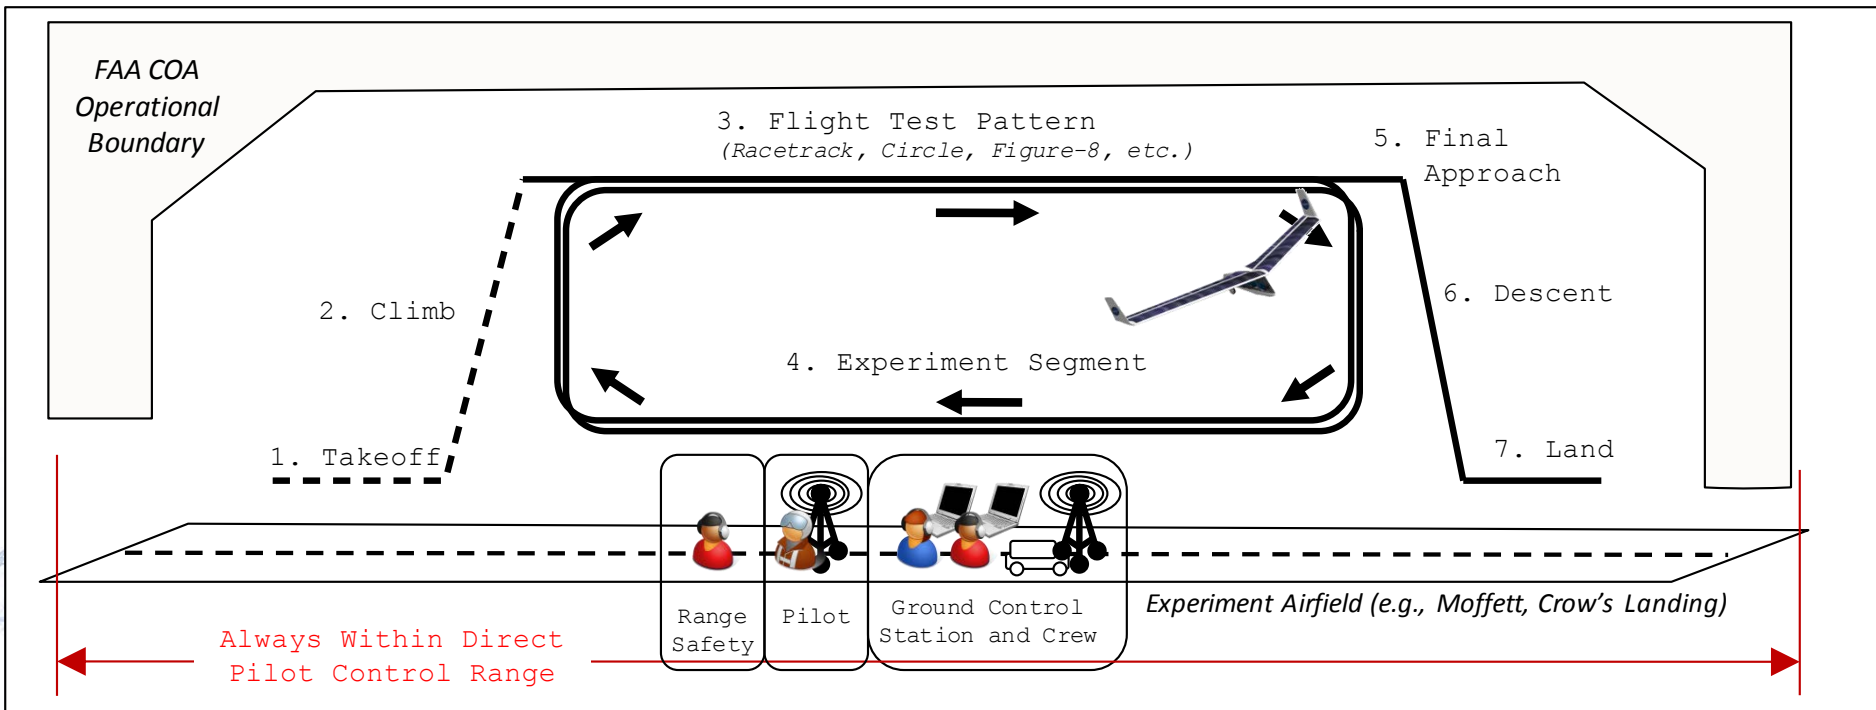 FAA COA
Operational
Boundary
3. Flight Test Pattern
(Racetrack, Circle, Figure-8, etc.)
5. Final
Approach
2. Climb
6. Descent
4. Experiment Segment
1. Takeoff
7. Land
Range
Safety
Pilot
Ground Control
Station and Crew
Experiment Airfield (e.g., Moffett, Crow's Landing)
Always Within Direct
Pilot Control Range